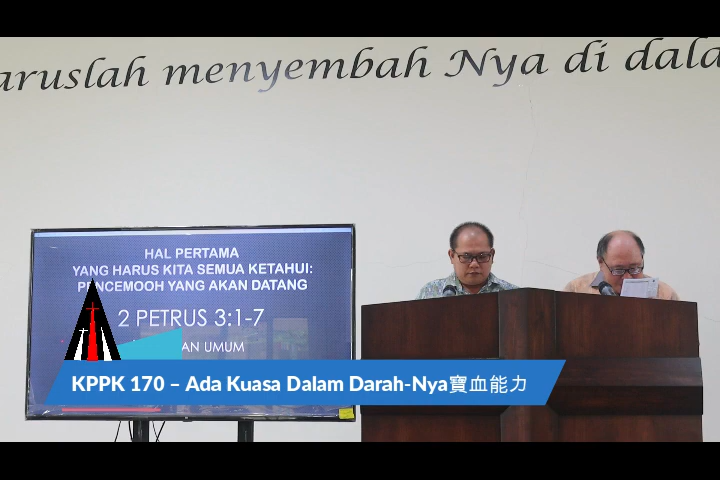 aruslah menyembah Nya di dala
HAL PERTAMA
YANG HARUS KITA SEMUA KETAHUI:
PENCEMOOH YANG AKAN DATANG
2 PETRUS 3:1-7
AN UMUM
KPPK 170 – Ada Kuasa Dalam Darah-Nya寶血能力